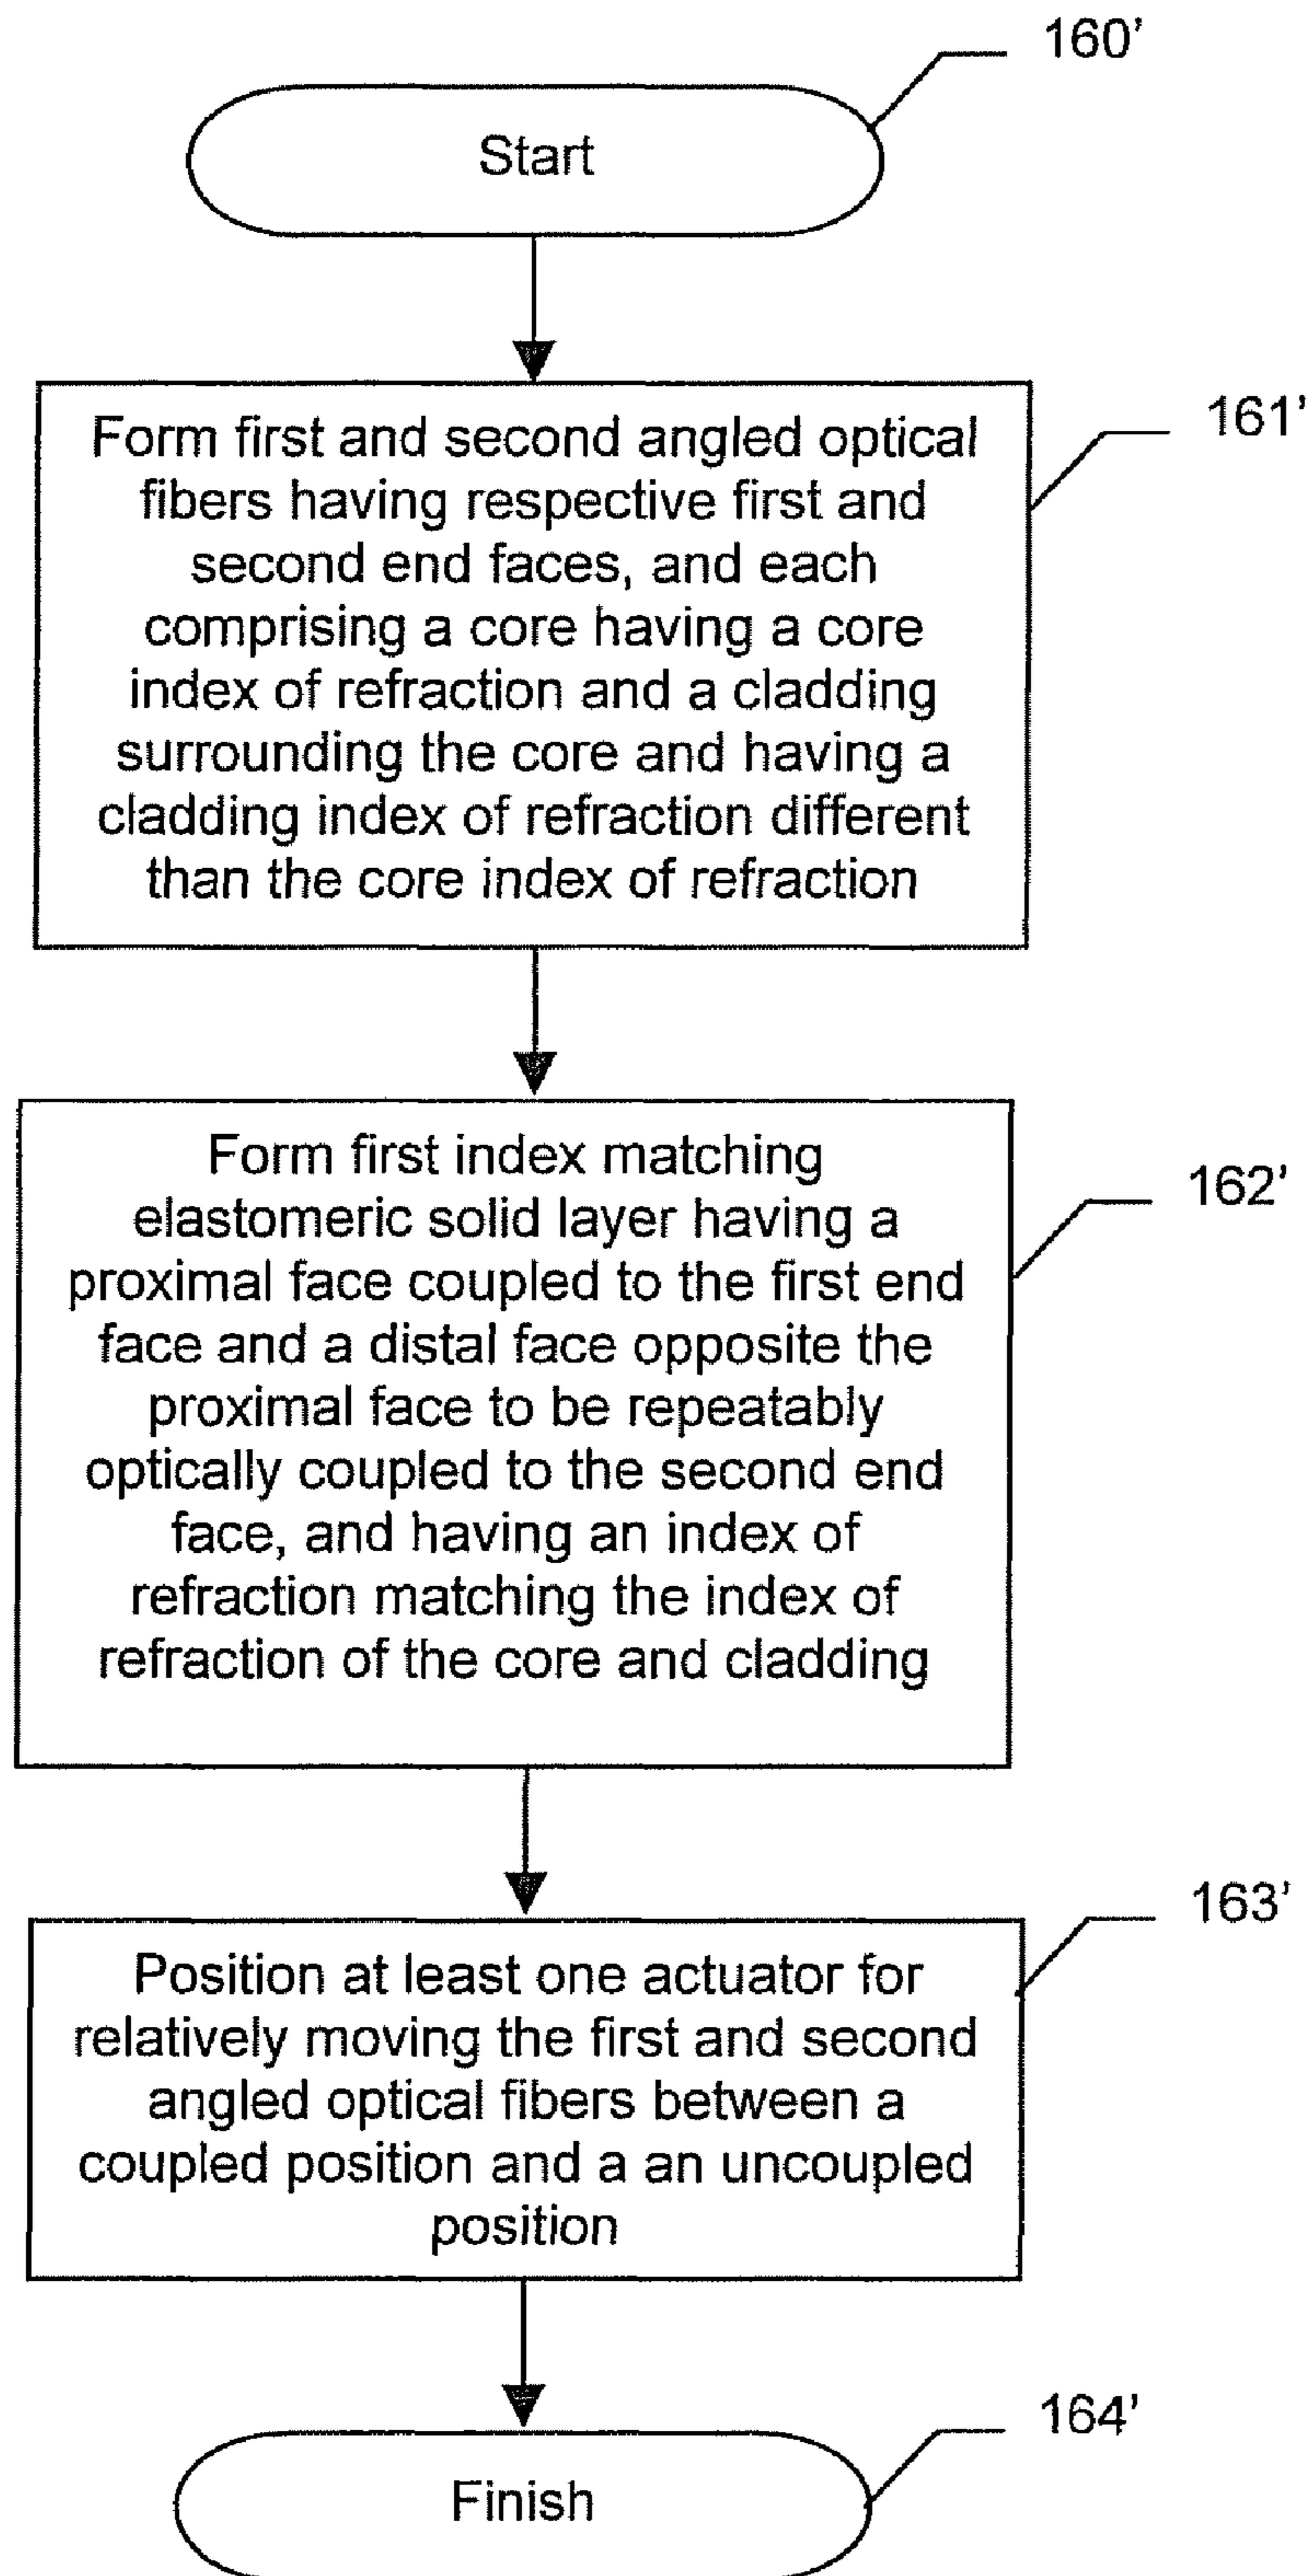 160’
Start
161’
Form first and second angled optical
fibers having respective first and
second end faces, and each
comprising a core having a core
index of refraction and a cladding
surrounding the core and having a
cladding index of refraction different
than the core index of refraction
162’
Form first index matching
elastomeric solid layer having a
proximal face coupled to the first end
face and a distal face opposite the
proximal face to be repeatably
optically coupled to the second end
face, and having an index of
refraction matching the index of
refraction of the core and cladding
163’
Position at least one actuator for
relatively moving the first and second
angled optical fibers between a
coupled position and a an uncoupled
position
164’
Finish